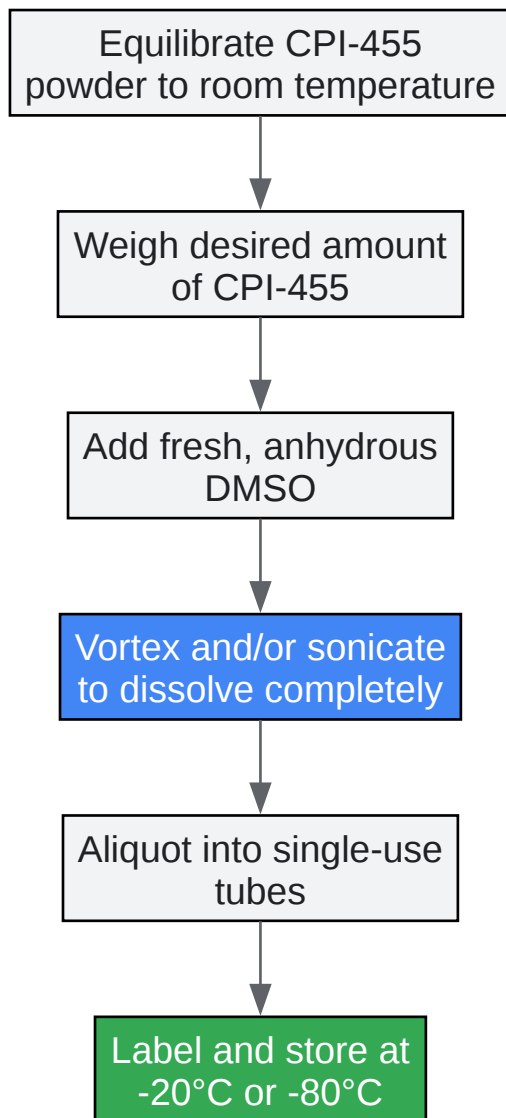 Equilibrate CPI-455
powder to room temperature
Weigh desired amount
of CPI-455
Add fresh, anhydrous
DMSO
Vortex and/or sonicate
to dissolve completely
Aliquot into single-use
tubes
Label and store at
-20°C or -80°C